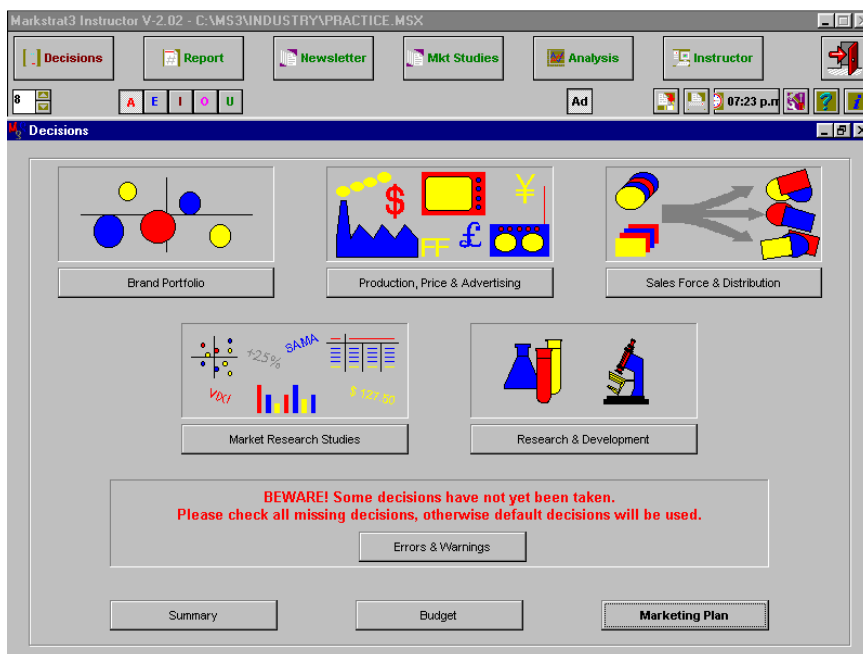 Markstrat3 Instructor V-2.02 - C:\MS3\INDUSTRY\PRACTICE.MSX
Decisions Report Newsletter Mkt Studies Analysis Instructor
8 A E I O U Ad 07:23 p.m
Decisions
$ ¥
FF £
Brand Portfolio Production, Price & Advertising Sales Force & Distribution
+25% SAMA
VIXI $ 127.50
Market Research Studies Research & Development
BEWARE! Some decisions have not yet been taken.
Please check all missing decisions, otherwise default decisions will be used.
Errors & Warnings
Summary Budget Marketing Plan